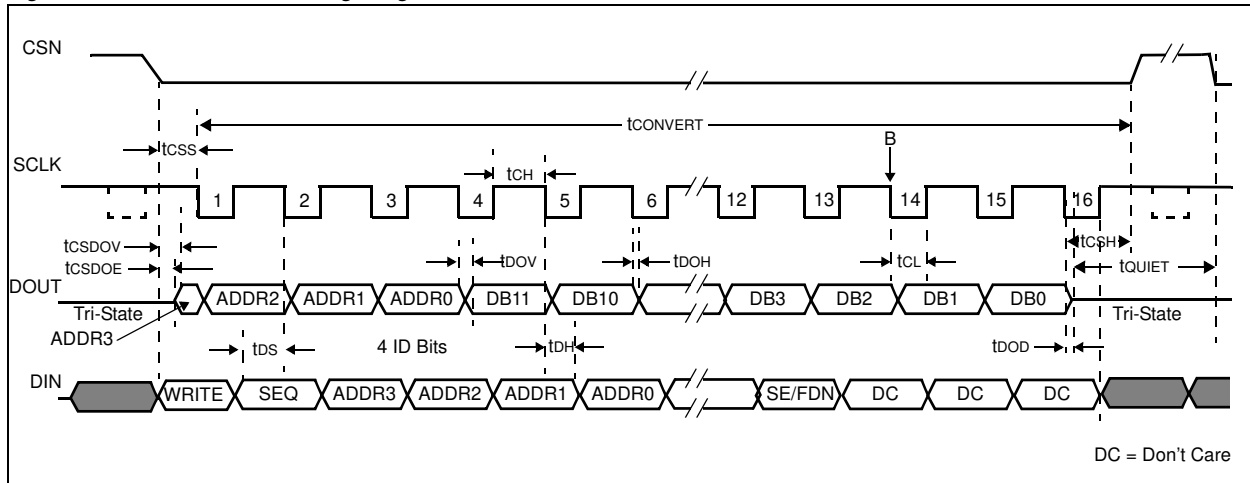 CSN
tCONVERT
B
tCSS
SCLK
tCH
1 2 3 4 5 6 12 13 14 15 16
tCSDOV
tCSDOE
tDOV
tDOH
tCL
tCSH
tQUIET
DOUT
ADDR2 ADDR1 ADDR0 DB11 DB10 DB3 DB2 DB1 DB0
Tri-State
Tri-State
ADDR3
tDS
4 ID Bits
tDH
tDOD
DIN
WRITE SEQ ADDR3 ADDR2 ADDR1 ADDR0 SE/FDN DC DC DC
DC = Don't Care